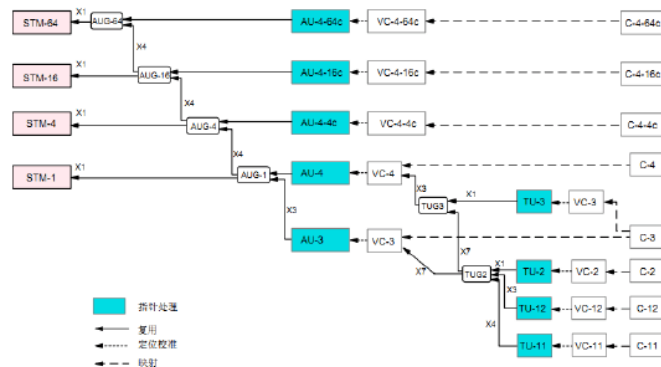 STM-64 X1 AUG-64 AU-4-64c VC-4-64c C-4-64c
X4
STM-16 X1 AUG-16 AU-4-16c VC-4-16c C-4-16c
X4
STM-4 X1 AUG-4 AU-4-4c VC-4-4c C-4-4c
X4
STM-1 X1 AUG-1 AU-4 VC-4 C-4
X3 X1
TUG3 TU-3 VC-3
X3
AU-3 VC-3 C-3
X7
X7 TUG2 X1 TU-2 VC-2 C-2
X3
TU-12 VC-12 C-12
X4
TU-11 VC-11 C-11
指针处理
复用
定位校准
映射